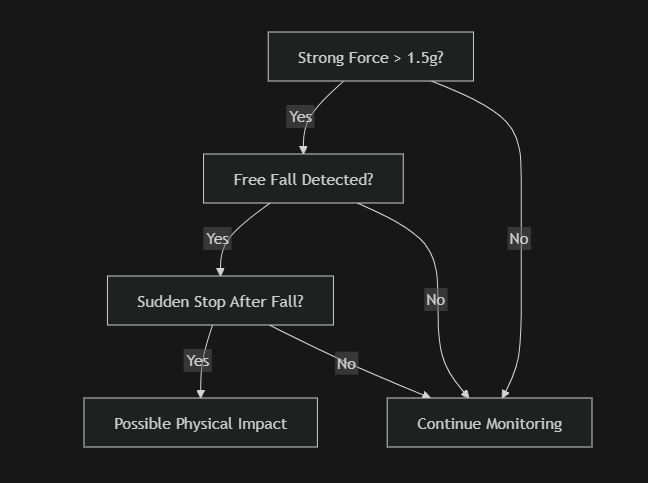 Strong Force > 1.5g?
Yes
Free Fall Detected?
Yes
No
Sudden Stop After Fall?
No
Yes
No
Possible Physical Impact
Continue Monitoring